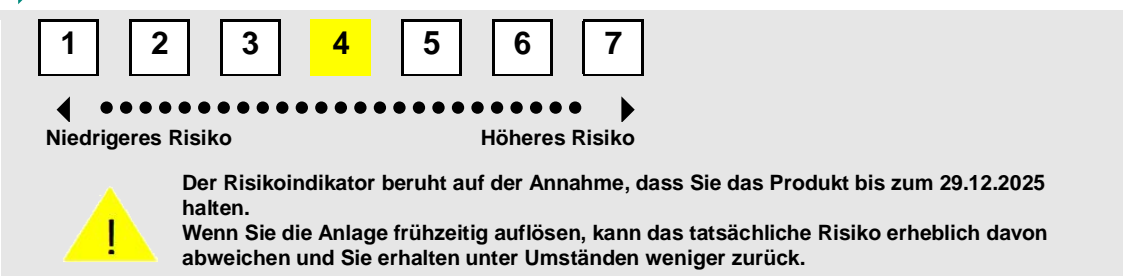 1 2 3 4 5 6 7
Niedrigeres Risiko Höheres Risiko
Der Risikoindikator beruht auf der Annahme, dass Sie das Produkt bis zum 29.12.2025
halten.
Wenn Sie die Anlage frühzeitig auflösen, kann das tatsächliche Risiko erheblich davon
! abweichen und Sie erhalten unter Umständen weniger zurück.